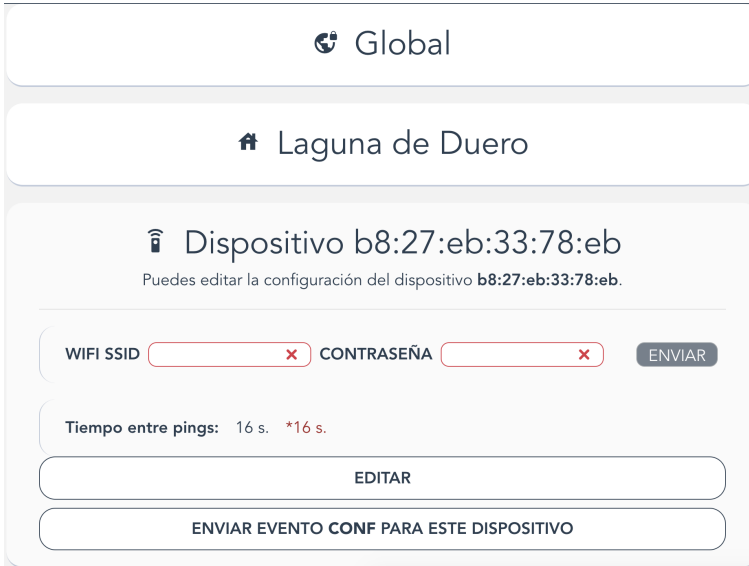 Global
Laguna de Duero
Dispositivo b8:27:eb:33:78:eb
Puedes editar la configuración del dispositivo b8:27:eb:33:78:eb.
WIFI SSID CONTRASEÑA ENVIAR
Tiempo entre pings: 16 s. *16 s.
EDITAR
ENVIAR EVENTO CONF PARA ESTE DISPOSITIVO